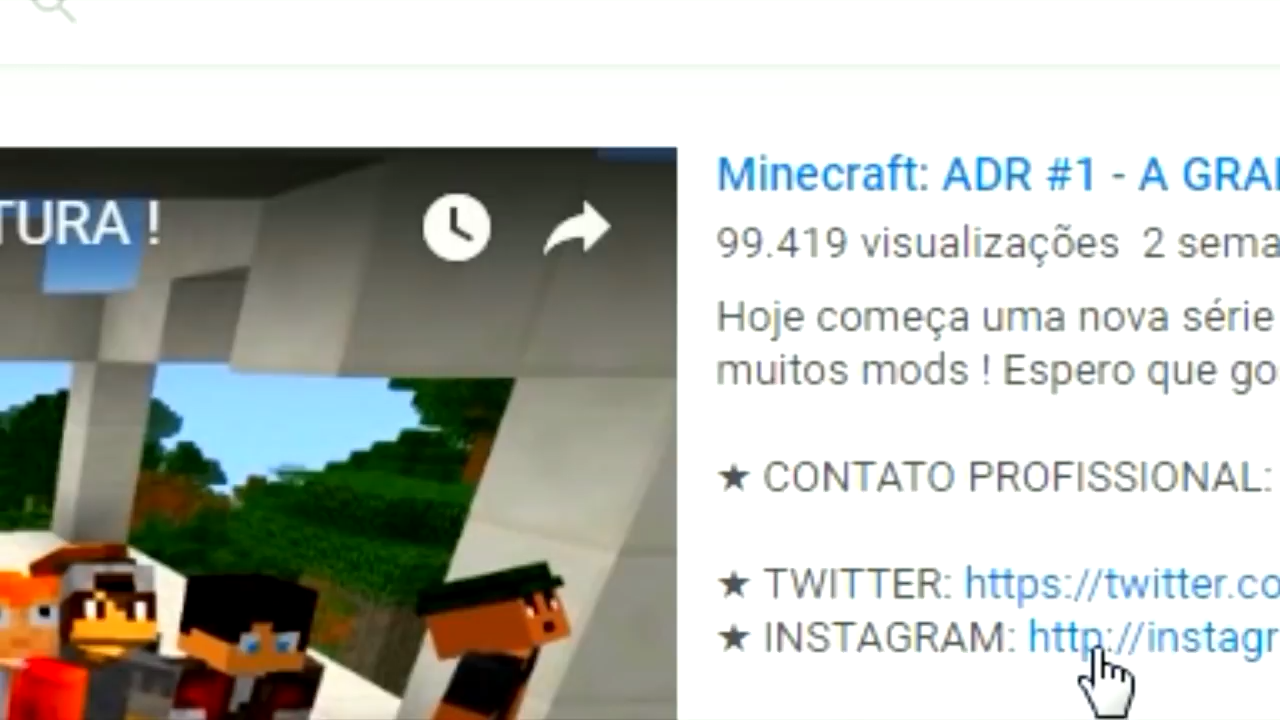 TURA !
Minecraft: ADR #1 - A GRA
99.419 visualizações 2 sema
Hoje começa uma nova série
muitos mods ! Espero que go
★ CONTATO PROFISSIONAL:
★ TWITTER: https://twitter.co
★ INSTAGRAM: http://instagr